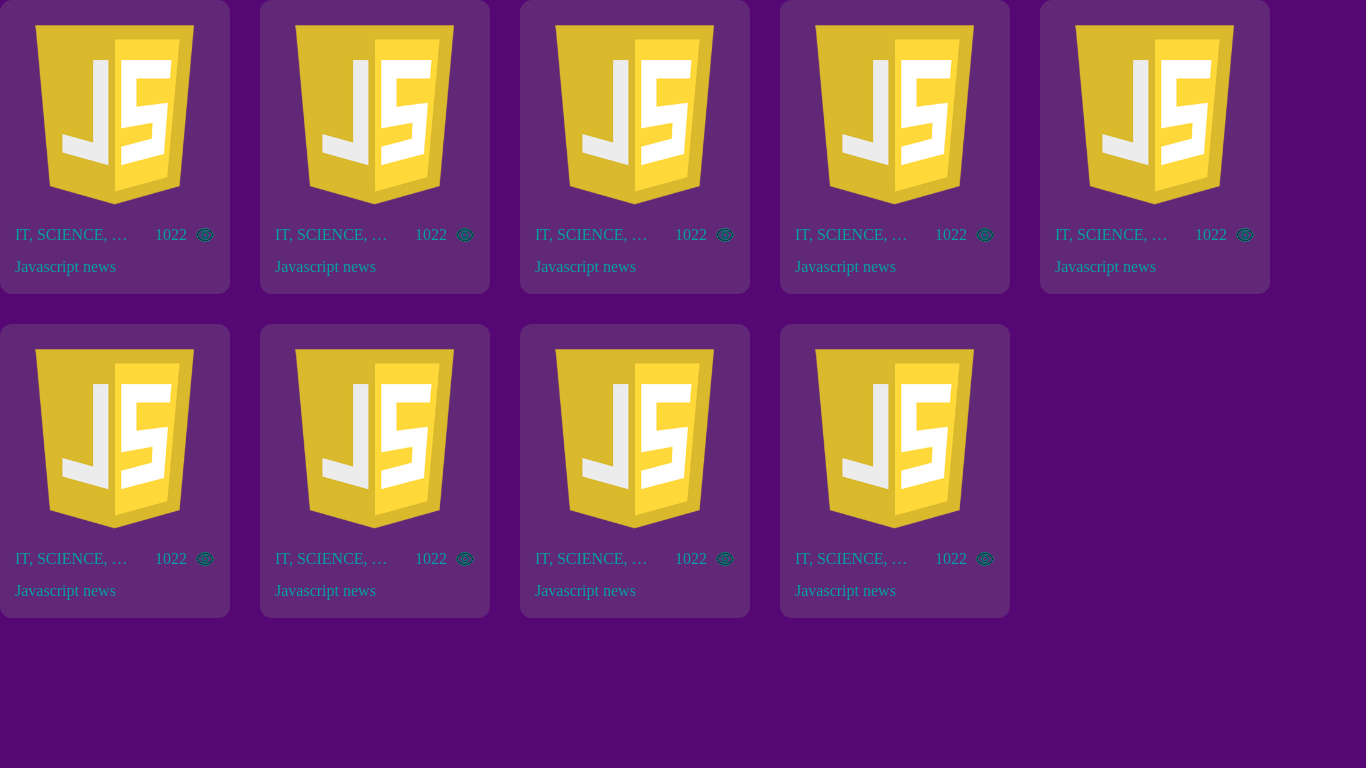 JS JS JS JS JS
IT, SCIENCE, … 1022 IT, SCIENCE, … 1022 IT, SCIENCE, … 1022 IT, SCIENCE, … 1022 IT, SCIENCE, … 1022
Javascript news Javascript news Javascript news Javascript news Javascript news
JS JS JS JS
IT, SCIENCE, … 1022 IT, SCIENCE, … 1022 IT, SCIENCE, … 1022 IT, SCIENCE, … 1022
Javascript news Javascript news Javascript news Javascript news